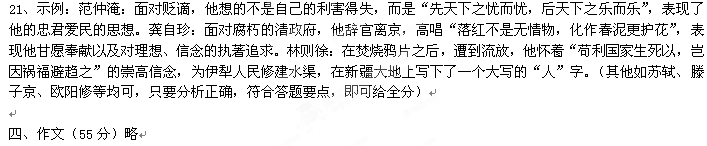 21、示例：范仲淹：面对贬谪，他想的不是自己的利害得失，而是“先天下之忧而忧，后天下之乐而乐”，表现了
他的忠君爱民的思想。龚自珍：面对腐朽的清政府，他辞官离京，高唱“落红不是无情物，化作春泥更护花”，表
现他甘愿奉献以及对理想、信念的执著追求。林则徐：在焚烧鸦片之后，遭到流放，他怀着“苟利国家生死以，岂
因祸福避趋之”的崇高信念，为伊犁人民修建水渠，在新疆大地上写下了一个大写的“人”字。（其他如苏轼、滕
子京、欧阳修等均可，只要分析正确，符合答题要点，即可给全分）
四、作文（55 分）略